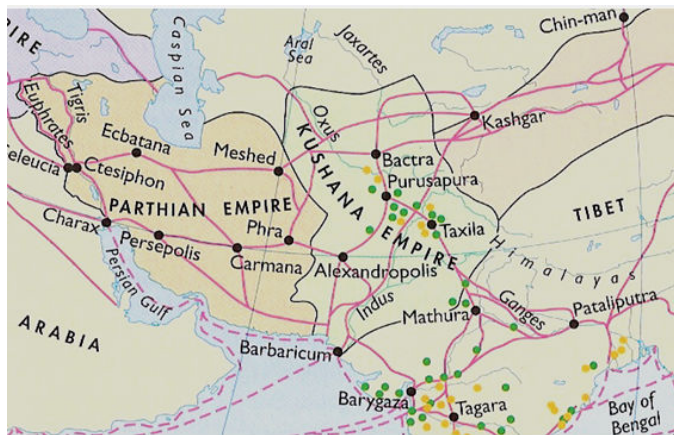 Chin-man
PIRE
Caspian Sea
Aral
Sea
Jaxartes
Tigris
Euphrates
Oxus
Kashgar
Ecbatana
Meshed
Bactra
Seleucia
Ctesiphon
KUSHANA EMPIRE
Purusapura
PARTHIAN EMPIRE
TIBET
Charax
Phra
Taxila
Persepolis
Carmana
Alexandropolis
Himalayas
Persian Gulf
Indus
Ganges
Pataliputra
ARABIA
Mathura
Barbaricum
Barygaza
Tagara
Bay of
Bengal